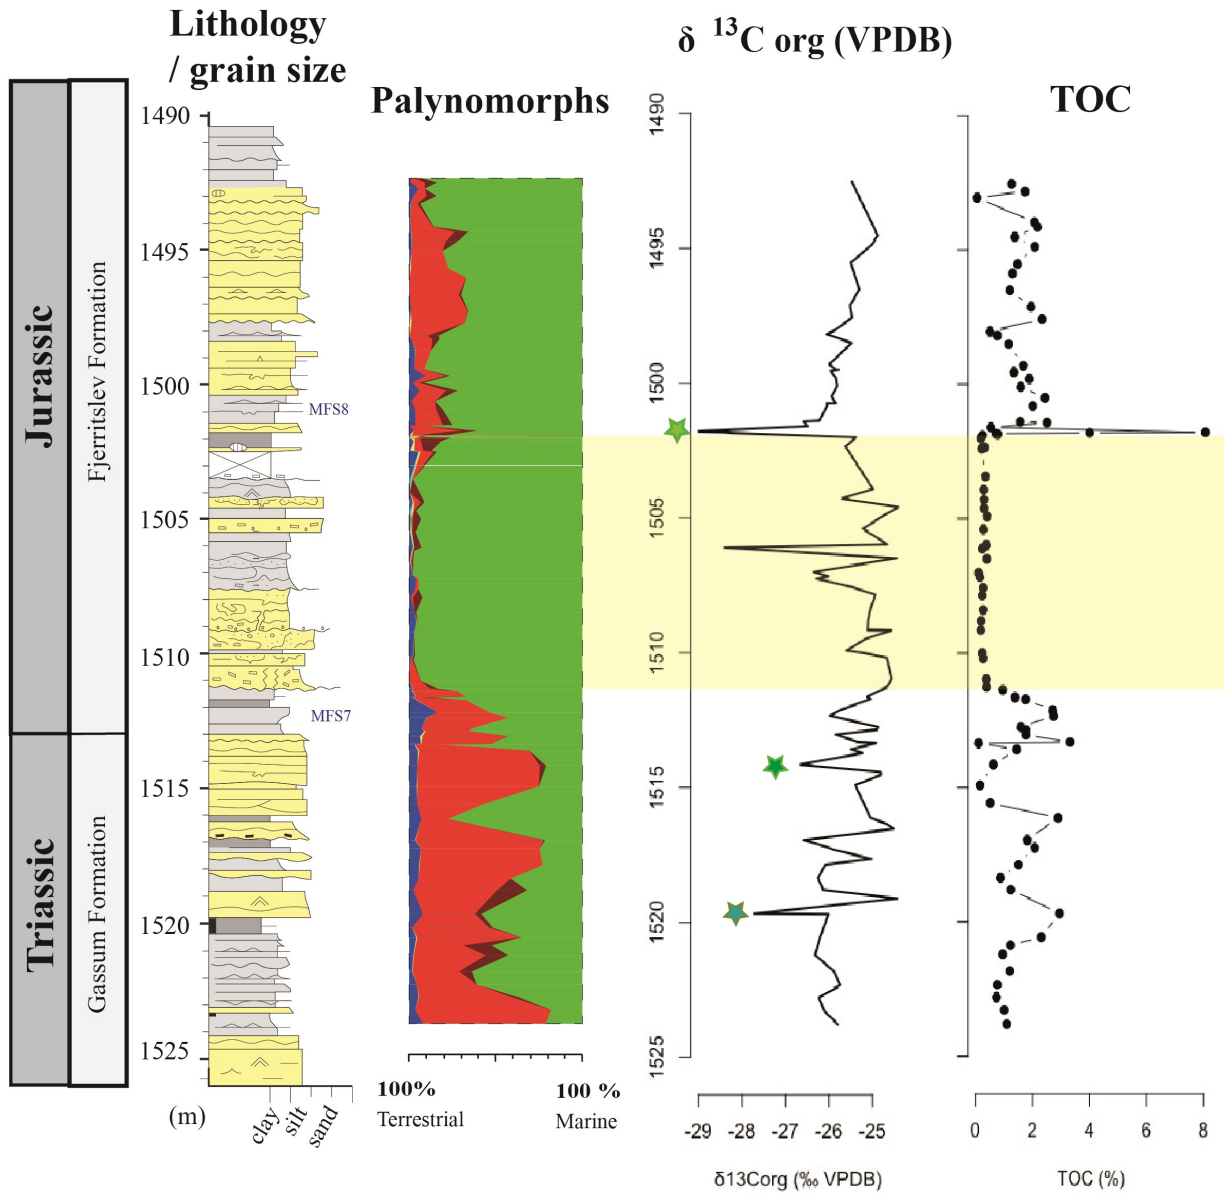 Lithology
/ grain size
Palynomorphs
δ 13C org (VPDB)
TOC
Jurassic
Triassic
Fjerritslev Formation
Gassum Formation
1490
1495
1500
1505
1510
1515
1520
1525
(m)
clay
silt
sand
MFS8
MFS7
100%
Terrestrial
100 %
Marine
1490
1495
1500
1505
1510
1515
1520
1525
-29
-28
-27
-26
-25
δ13Corg (‰ VPDB)
0
2
4
6
8
TOC (%)